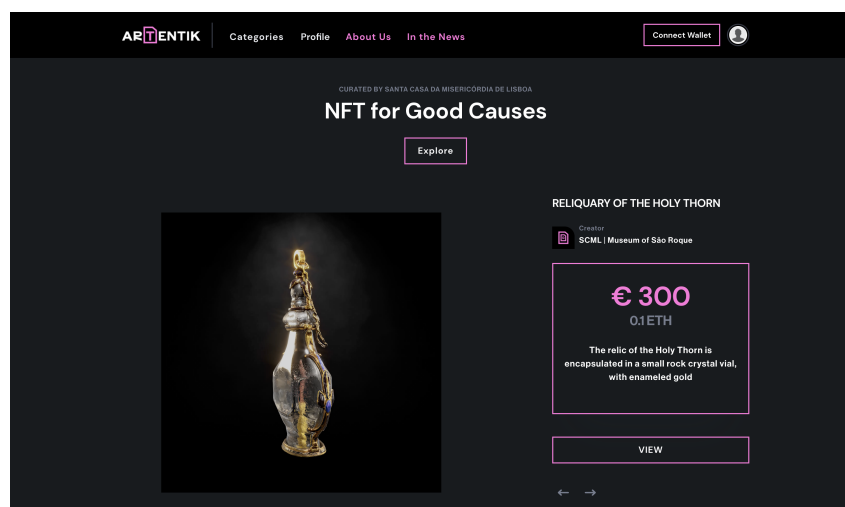 ARTENTIK
Categories Profile About Us In the News
Connect Wallet
CURATED BY SANTA CASA DA MISERICÓRDIA DE LISBOA
NFT for Good Causes
Explore
RELIQUARY OF THE HOLY THORN
Creator
SCML | Museum of São Roque
€ 300
0.1 ETH
The relic of the Holy Thorn is
encapsulated in a small rock crystal vial,
with enameled gold
VIEW